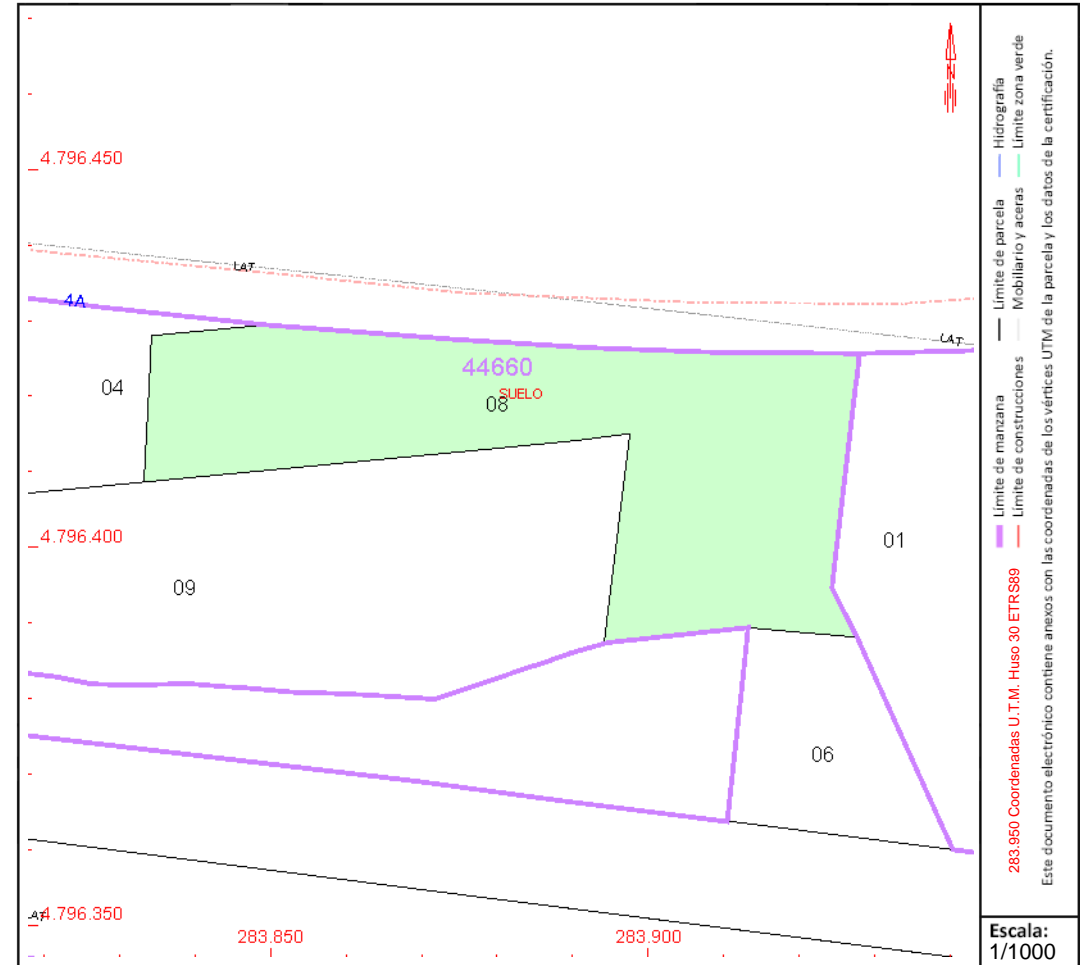 4.796.450
LAT
4A
LAT
44660
SUELO
04
08
4.796.400
01
09
06
4.796.350
LAT
283.850
283.900
N
Límite de manzana
Límite de parcela
Hidrografía
Límite de construcciones
Mobiliario y aceras
Límite zona verde
283.950 Coordenadas U.T.M. Huso 30 ETRS89
Este documento electrónico contiene anexos con las coordenadas de los vértices UTM de la parcela y los datos de la certificación.
Escala:
1/1000